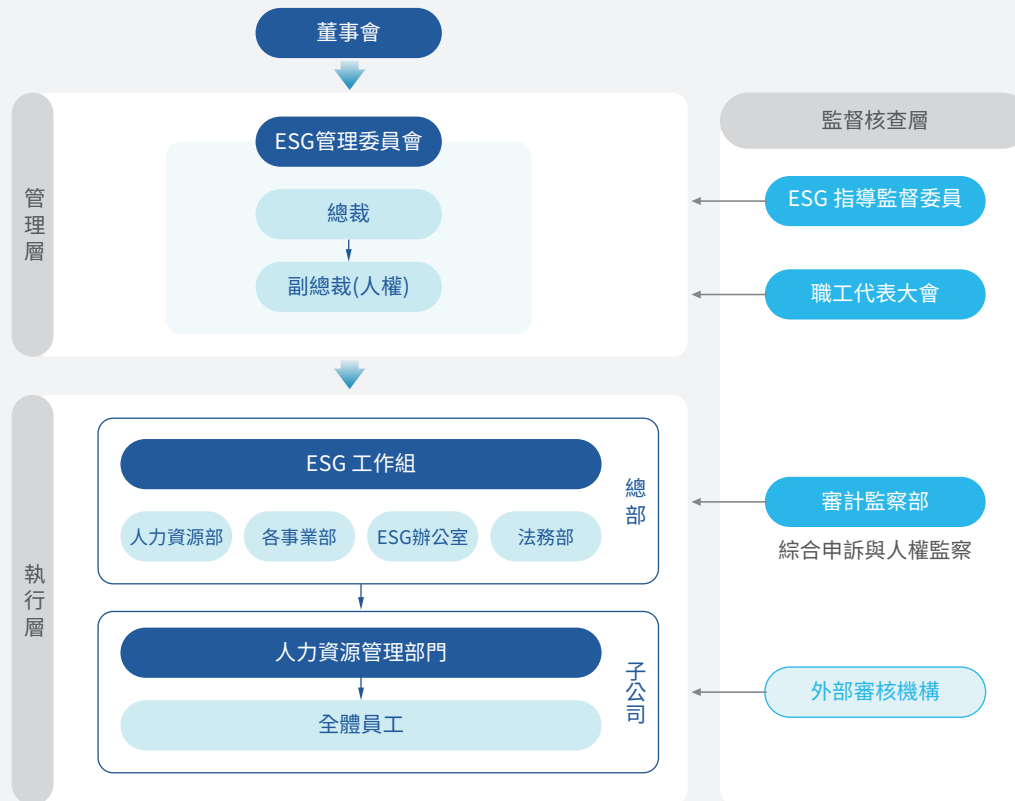 董事會
管理層
ESG管理委員會
總裁
副總裁(人權)
監督核查層
ESG 指導監督委員
職工代表大會
執行層
ESG 工作組
人力資源部
各事業部
ESG辦公室
法務部
總部
審計監察部
綜合申訴與人權監察
人力資源管理部門
全體員工
子公司
外部審核機構